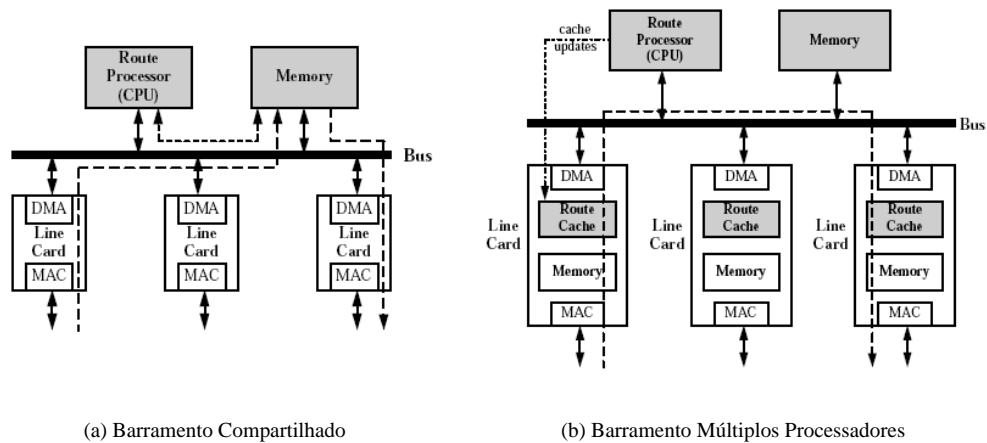 Route
Processor
(CPU)
Memory
Bus
DMA
Line
Card
MAC
DMA
Line
Card
MAC
DMA
Line
Card
MAC
(a) Barramento Compartilhado
cache
updates
Route
Processor
(CPU)
Memory
Bus
Line
Card
DMA
Route
Cache
Memory
MAC
Line
Card
DMA
Route
Cache
Memory
MAC
Line
Card
DMA
Route
Cache
Memory
MAC
(b) Barramento Múltiplos Processadores